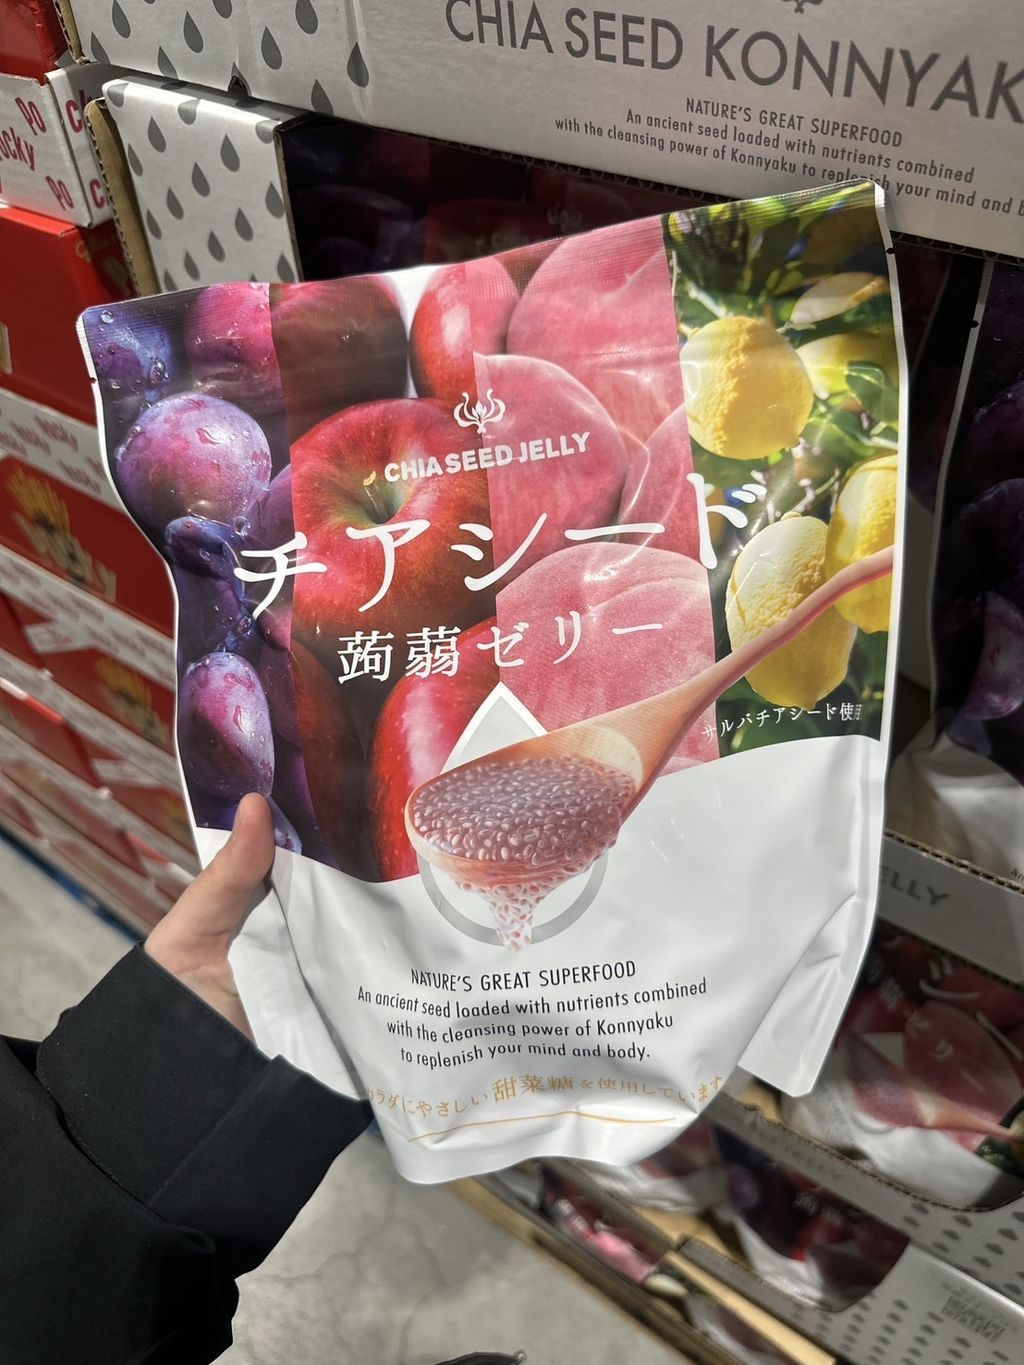 CHIA SEED KONNYAK
NATURE'S GREAT SUPERFOOD
An ancient seed loaded with nutrients combined
with the cleansing power of Konnyaku to replenish your mind and b
CHIA SEED JELLY
チアシード
蒟蒻ゼリー
サルバチアシード使用
NATURE'S GREAT SUPERFOOD
An ancient seed loaded with nutrients combined
with the cleansing power of Konnyaku
to replenish your mind and body.
カラダにやさしい甜菜糖を使用しています
ELLY